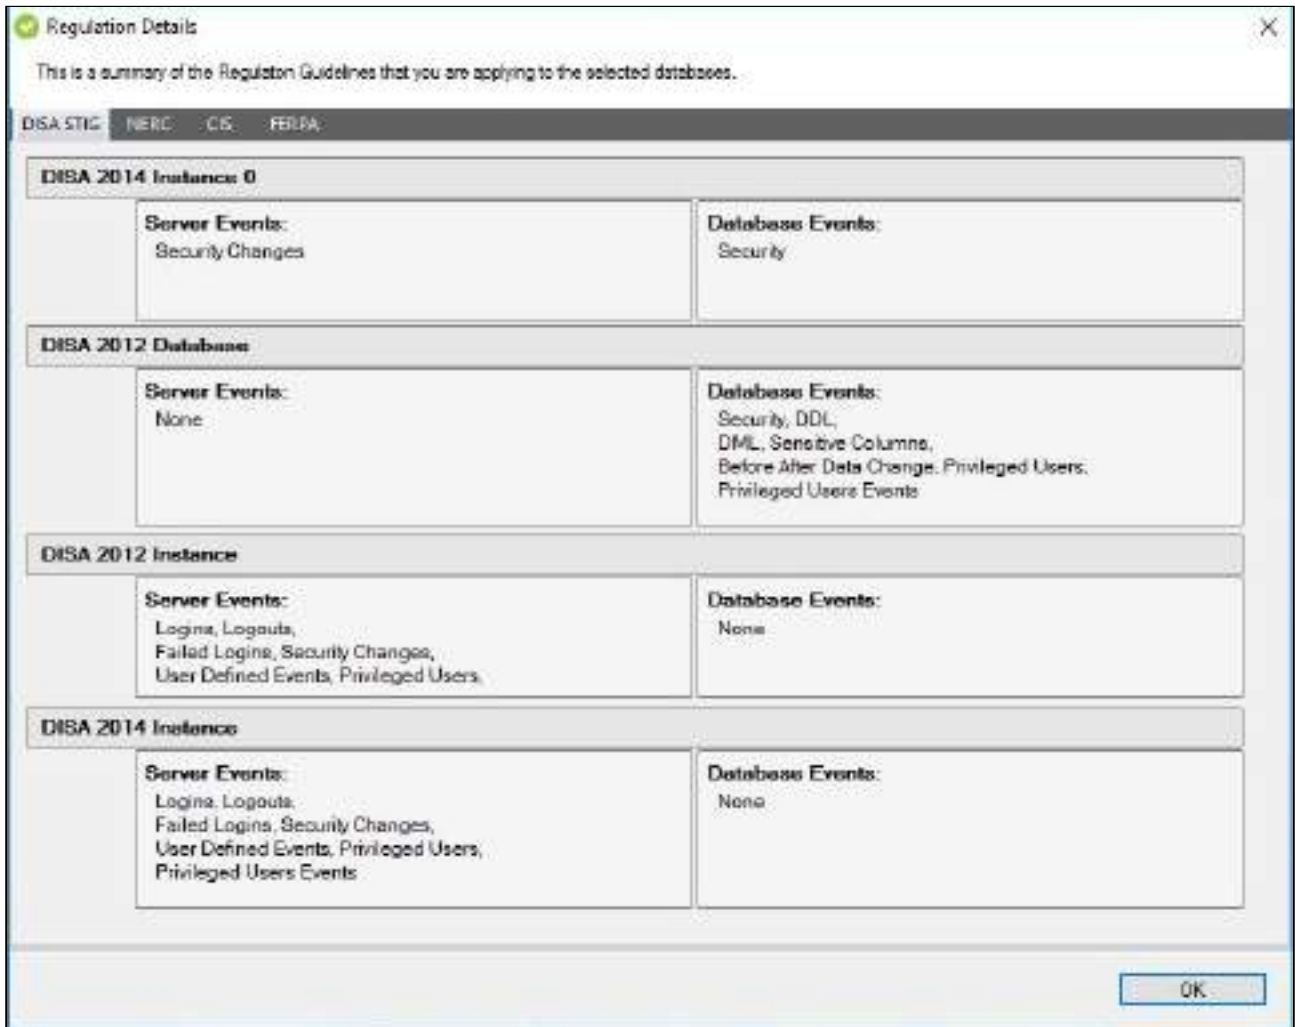 Regulation Details
This is a summary of the Regulaton Guidelines that you are applying to the selected databases.
DISA STIG NERC CIS FERPA
DISA 2014 Instance 0
Server Events:
Security Changes
Database Events:
Security
DISA 2012 Database
Server Events:
None
Database Events:
Security, DDL,
DML, Sensitive Columns,
Before After Data Change, Privileged Users,
Privileged Users Events
DISA 2012 Instance
Server Events:
Logins, Logouts,
Failed Logins, Security Changes,
User Defined Events, Privileged Users,
Database Events:
None
DISA 2014 Instance
Server Events:
Logins, Logouts,
Failed Logins, Security Changes,
User Defined Events, Privileged Users,
Privileged Users Events
Database Events:
None
OK